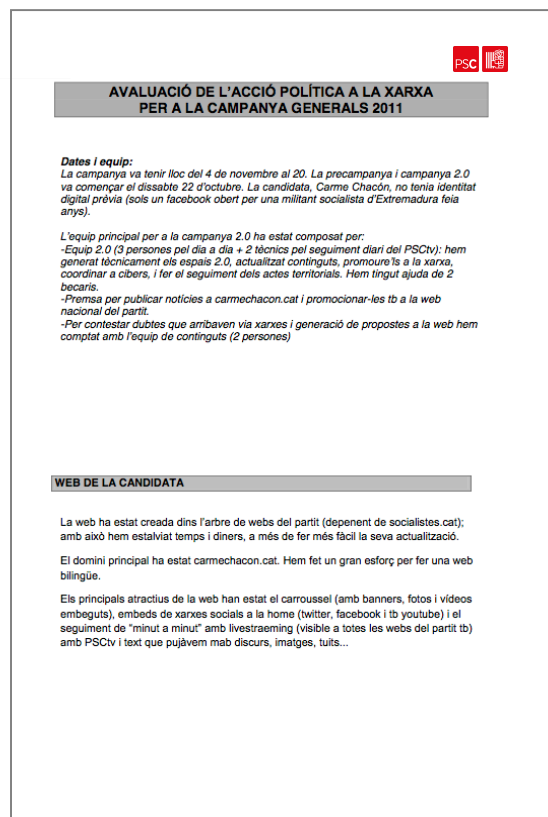 PSC
AVALUACIÓ DE L'ACCIÓ POLÍTICA A LA XARXA
PER A LA CAMPANYA GENERALS 2011
Dates i equip:
La campanya va tenir lloc del 4 de novembre al 20. La precampanya i campanya 2.0
va començar el dissabte 22 d'octubre. La candidata, Carme Chacón, no tenia identitat
digital prèvia (sols un facebook obert per una militant socialista d'Extremadura feia
anys).
L'equip principal per a la campanya 2.0 ha estat composat per:
-Equip 2.0 (3 persones pel dia a dia + 2 tècnics pel seguiment diari del PSCtv): hem
generat tècnicament els espais 2.0, actualitzat continguts, promoure'ls a la xarxa,
coordinar a cibers, i fer el seguiment dels actes territorials. Hem tingut ajuda de 2
becaris.
-Premsa per publicar notícies a carmechacon.cat i promocionar-les tb a la web
nacional del partit.
-Per contestar dubtes que arribaven via xarxes i generació de propostes a la web hem
comptat amb l'equip de continguts (2 persones)
WEB DE LA CANDIDATA
La web ha estat creada dins l'arbre de webs del partit (depenent de socialistes.cat);
amb això hem estalviat temps i diners, a més de fer més fàcil la seva actualització.
El domini principal ha estat carmechacon.cat. Hem fet un gran esforç per fer una web
bilingüe.
Els principals atractius de la web han estat el carroussel (amb banners, fotos i vídeos
embeguts), embeds de xarxes socials a la home (twitter, facebook i tb youtube) i el
seguiment de "minut a minut" amb livestraeming (visible a totes les webs del partit tb)
amb PSCtv i text que pujàvem mab discurs, imatges, tuits...